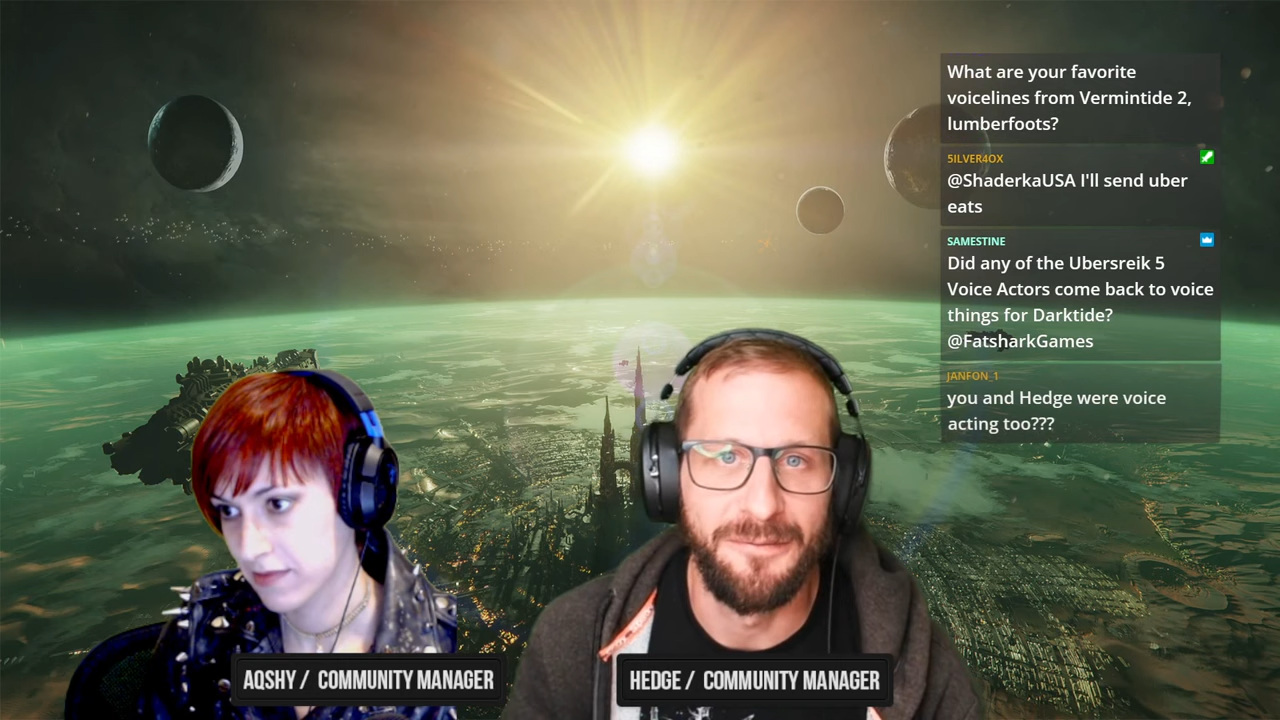 What are your favorite
voicelines from Vermintide 2,
lumberfoots?
5ILVER4OX
@ShaderkaUSA I'll send uber
eats
SAMESTINE
Did any of the Ubersreik 5
Voice Actors come back to voice
things for Darktide?
@FatsharkGames
JANFON_1
you and Hedge were voice
acting too???
AQSHY / COMMUNITY MANAGER
HEDGE / COMMUNITY MANAGER